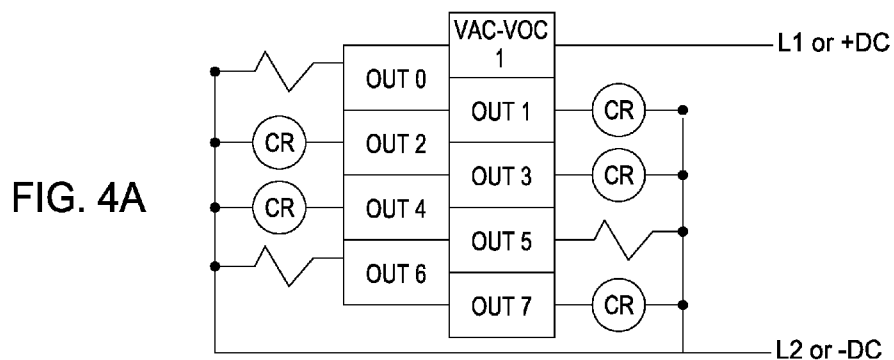 VAC-VOC
1
L1 or +DC
OUT 0
OUT 1
CR
CR
OUT 2
OUT 3
CR
FIG. 4A
CR
OUT 4
OUT 5
OUT 6
OUT 7
CR
L2 or -DC